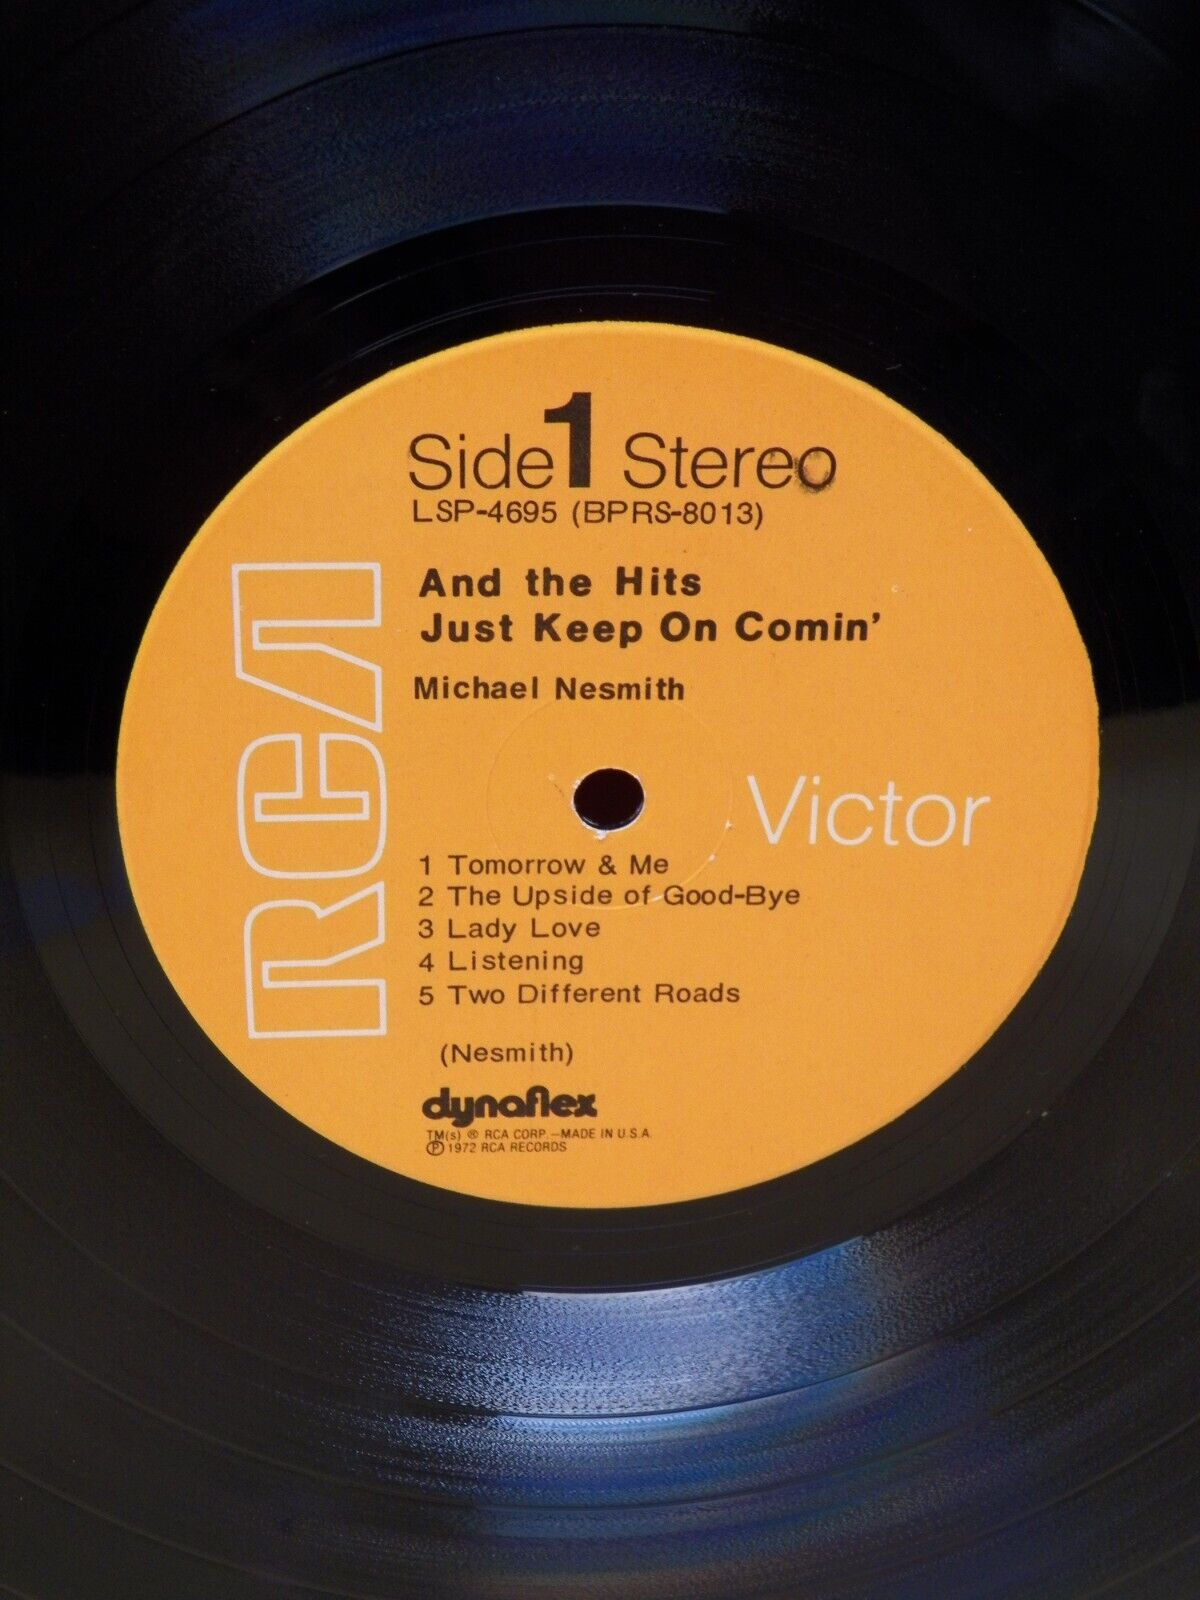 Side 1 Stereo
LSP-4695 (BPRS-8013)
And the Hits
Just Keep On Comin'
Michael Nesmith
RCA
Victor
1 Tomorrow & Me
2 The Upside of Good-Bye
3 Lady Love
4 Listening
5 Two Different Roads
(Nesmith)
dynaflex
TM(s) ® RCA CORP.—MADE IN U.S.A.
℗ 1972 RCA RECORDS